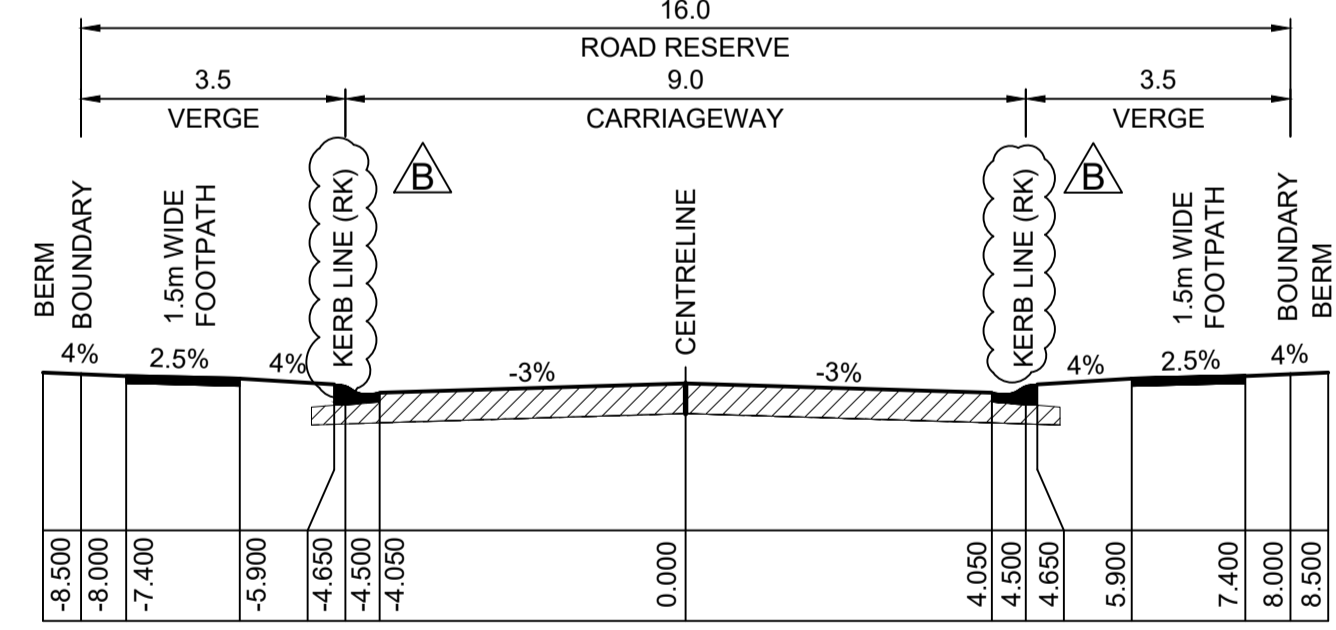 16.0
ROAD RESERVE
3.5
9.0
3.5
VERGE
CARRIAGEWAY
VERGE
BERM
BOUNDARY
1.5m WIDE
FOOTPATH
KERB LINE (RK)
B
CENTRELINE
KERB LINE (RK)
B
1.5m WIDE
FOOTPATH
BOUNDARY
BERM
4%
2.5%
4%
-3%
-3%
4%
2.5%
4%
-8.500
-8.000
-7.400
-5.900
-4.650
-4.500
-4.050
0.000
4.050
4.500
4.650
5.900
7.400
8.000
8.500